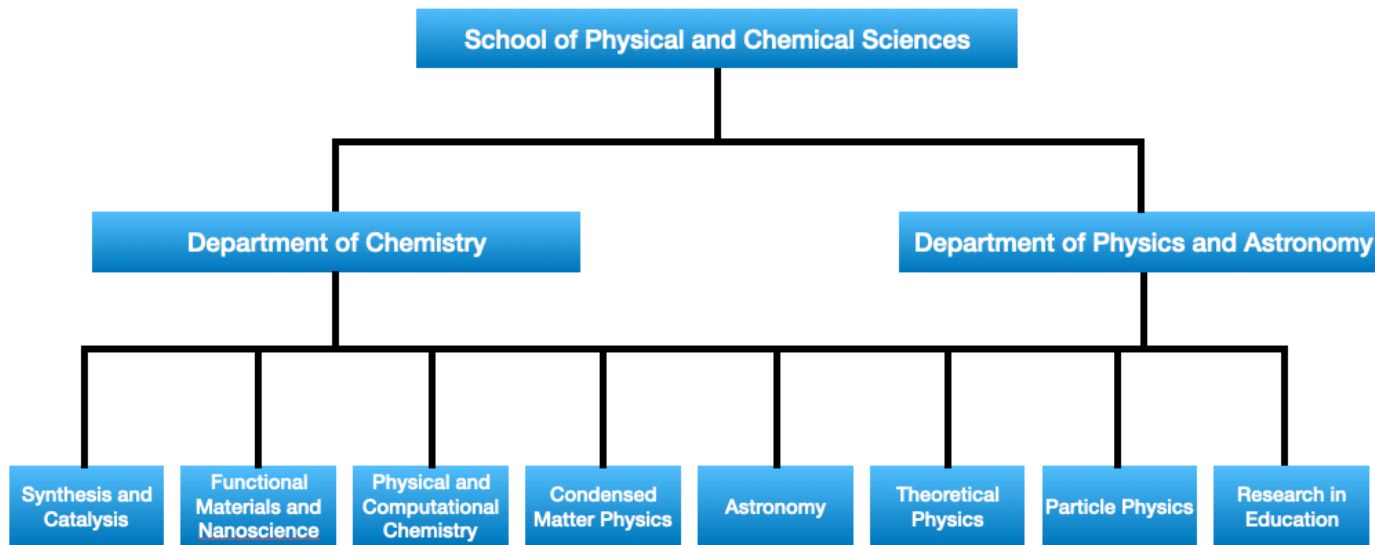 School of Physical and Chemical Sciences
Department of Chemistry
Department of Physics and Astronomy
Synthesis and
Catalysis
Functional
Materials and
Nanoscience
Physical and
Computational
Chemistry
Condensed
Matter Physics
Astronomy
Theoretical
Physics
Particle Physics
Research in
Education